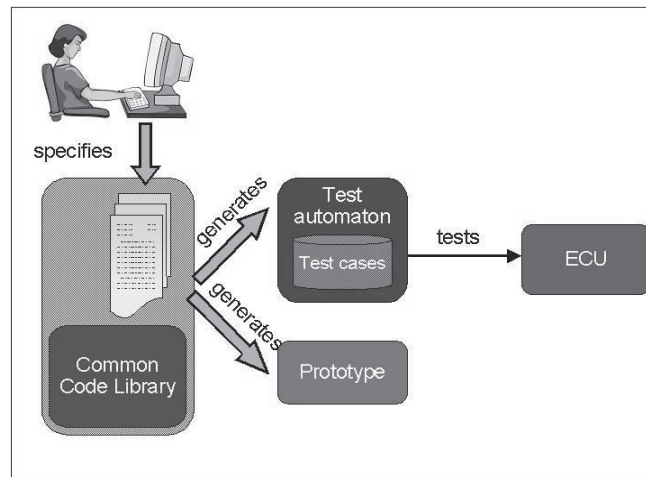 specifies
generates
Test
automaton
Test cases
tests
ECU
generates
Prototype
Common
Code Library